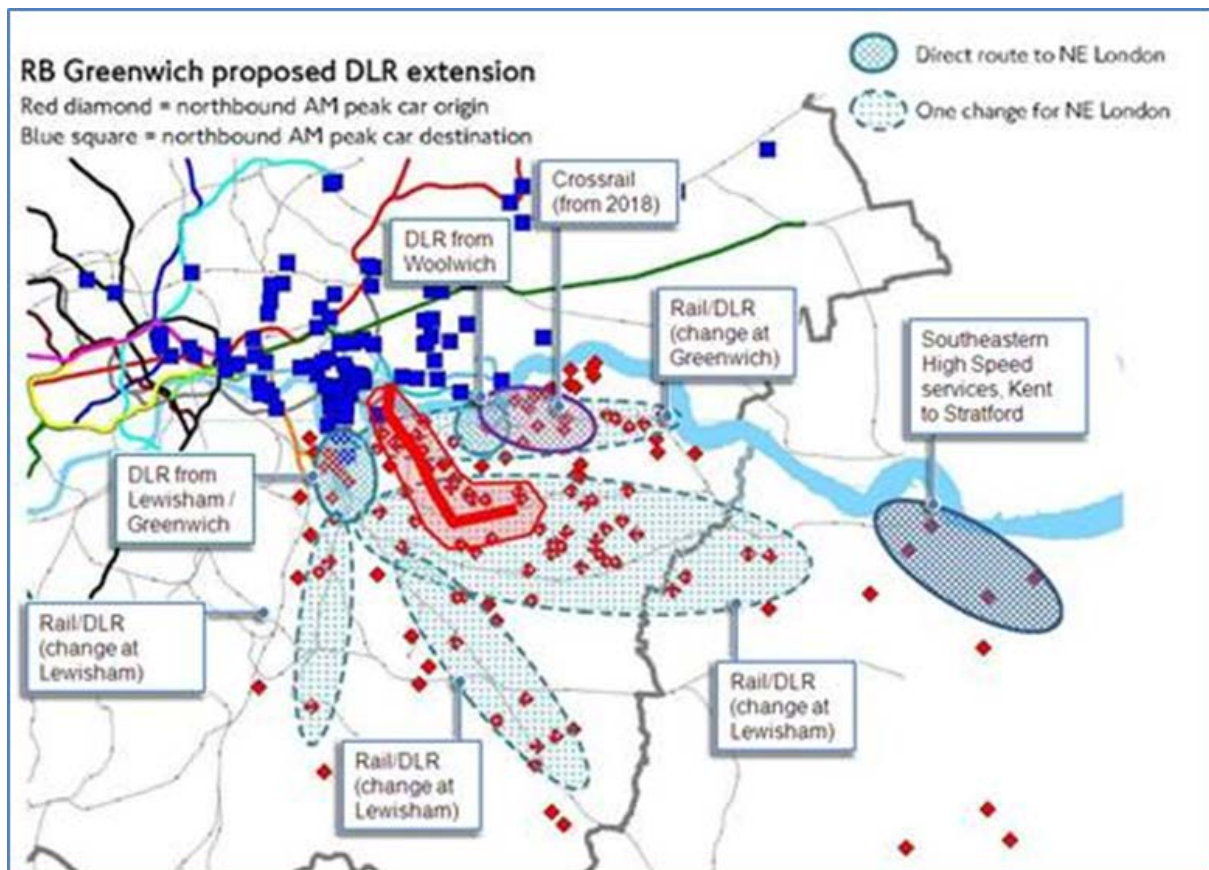 RB Greenwich proposed DLR extension
Red diamond = northbound AM peak car origin
Blue square = northbound AM peak car destination
Direct route to NE London
One change for NE London
Crossrail
(from 2018)
DLR from
Woolwich
Rail/DLR
(change at
Greenwich)
Southeastern
High Speed
services, Kent
to Stratford
DLR from
Lewisham /
Greenwich
Rail/DLR
(change at
Lewisham)
Rail/DLR
(change at
Lewisham)
Rail/DLR
(change at
Lewisham)